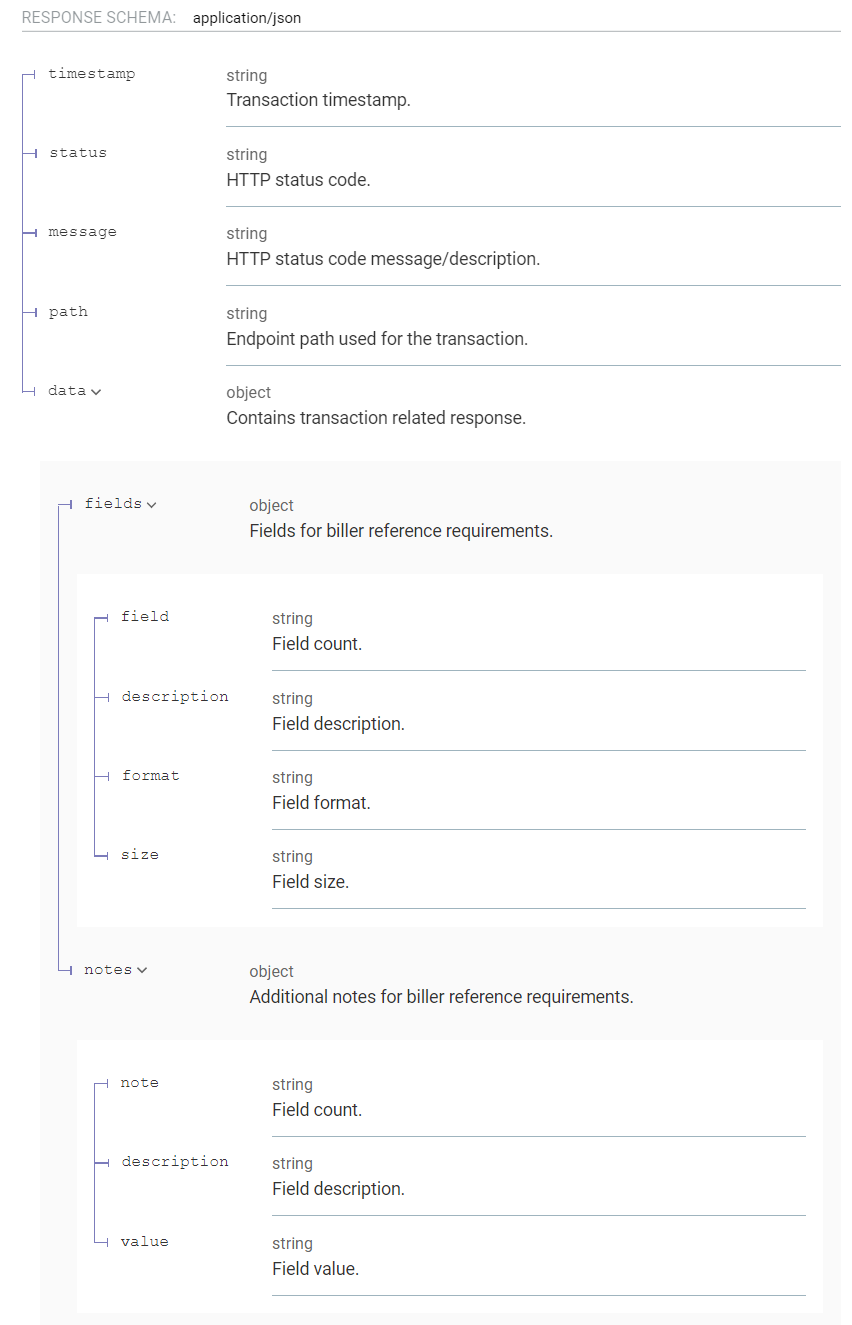 RESPONSE SCHEMA: application/json
timestamp string
Transaction timestamp.
status string
HTTP status code.
message string
HTTP status code message/description.
path string
Endpoint path used for the transaction.
data object
Contains transaction related response.
fields object
Fields for biller reference requirements.
field string
Field count.
description string
Field description.
format string
Field format.
size string
Field size.
notes object
Additional notes for biller reference requirements.
note string
Field count.
description string
Field description.
value string
Field value.